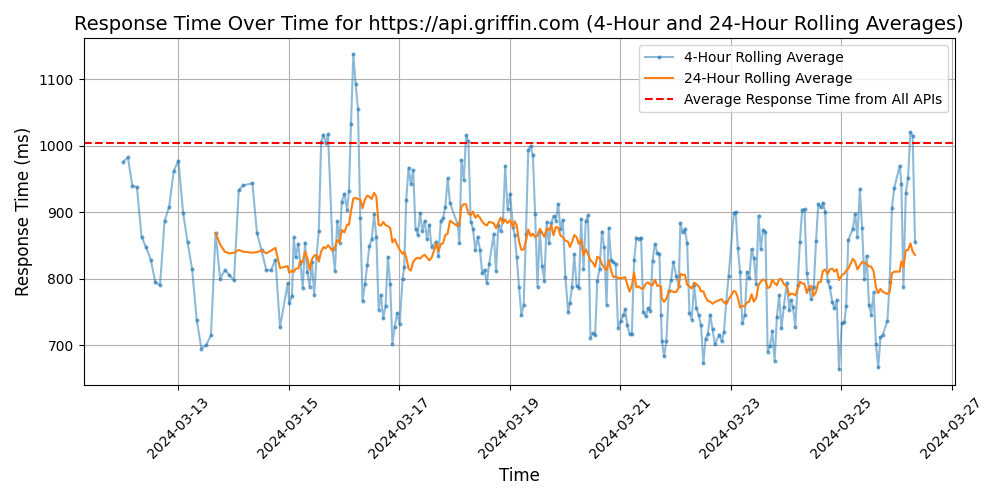 Response Time Over Time for https://api.griffin.com (4-Hour and 24-Hour Rolling Averages)
4-Hour Rolling Average
24-Hour Rolling Average
Average Response Time from All APIs
Response Time (ms)
1100
1000
900
800
700
2024-03-13
2024-03-15
2024-03-17
2024-03-19
2024-03-21
2024-03-23
2024-03-25
2024-03-27
Time